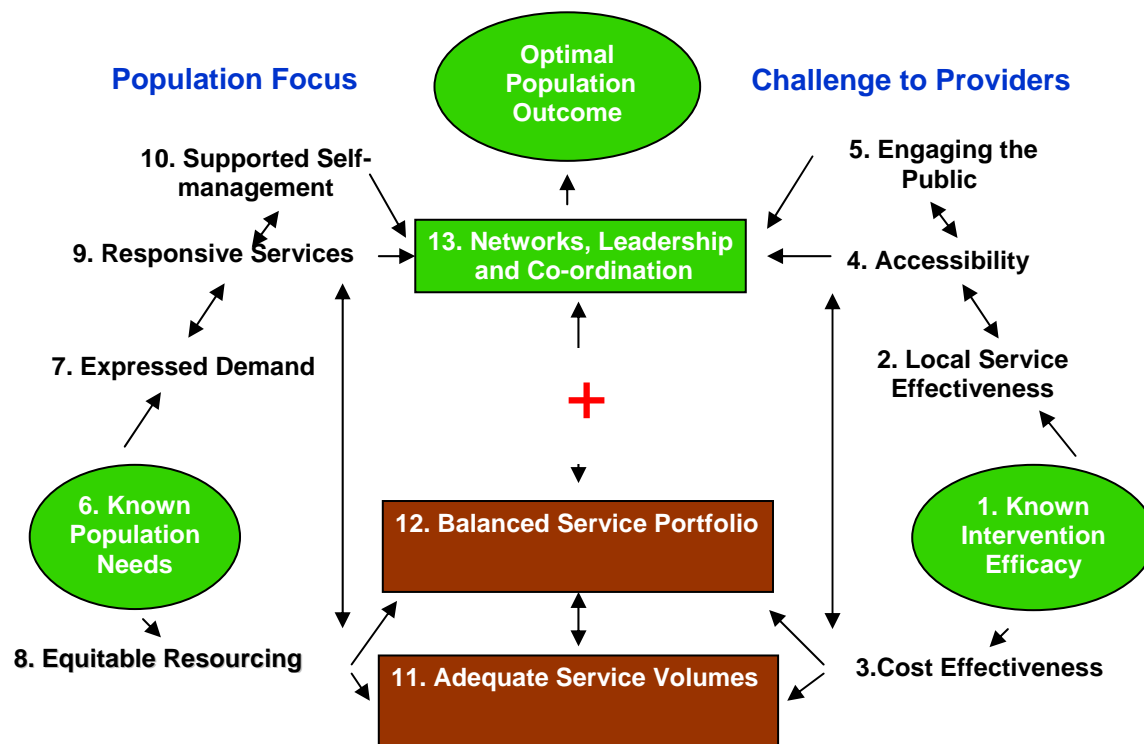 Optimal
Population
Outcome
Population Focus
Challenge to Providers
10. Supported Self-
management
5. Engaging the
Public
9. Responsive Services
13. Networks, Leadership
and Co-ordination
4. Accessibility
7. Expressed Demand
2. Local Service
Effectiveness
+
6. Known
Population
Needs
12. Balanced Service Portfolio
1. Known
Intervention
Efficacy
8. Equitable Resourcing
11. Adequate Service Volumes
3.Cost Effectiveness